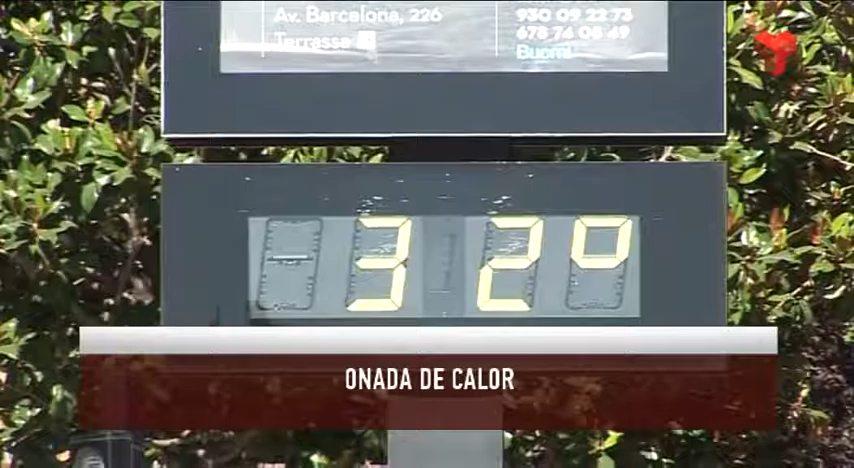 Av. Barcelona, 226
Terrassa
930 09 22 73
678 74 08 49
32º
ONADA DE CALOR